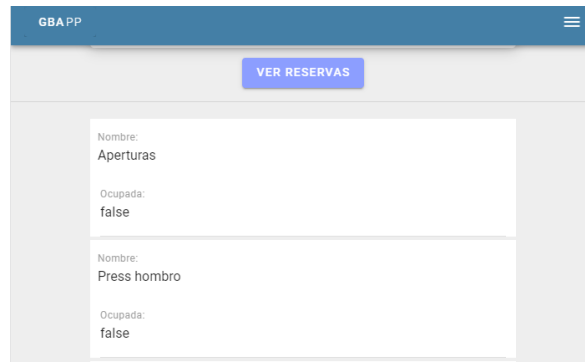 GBAPP
VER RESERVAS
Nombre:
Aperturas
Ocupada:
false
Nombre:
Press hombro
Ocupada:
false